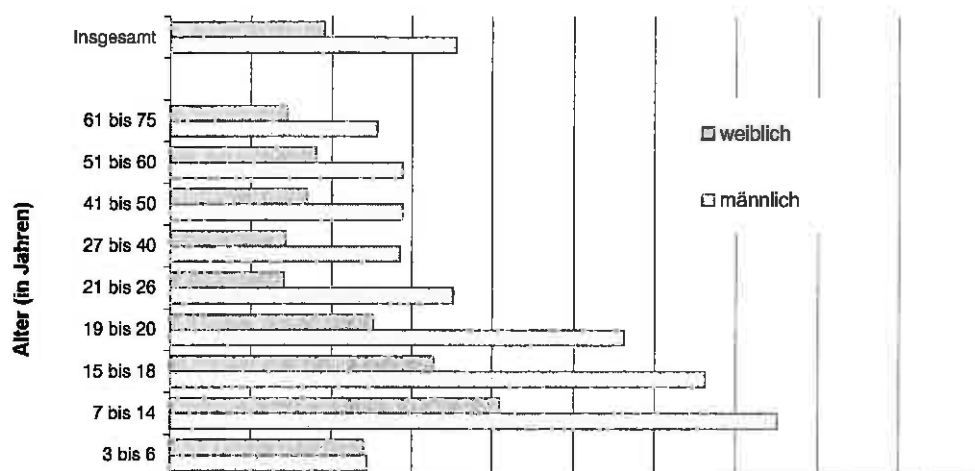 Insgesamt
61 bis 75
51 bis 60
41 bis 50
27 bis 40
21 bis 26
19 bis 20
15 bis 18
7 bis 14
3 bis 6
Alter (in Jahren)
weiblich
männlich